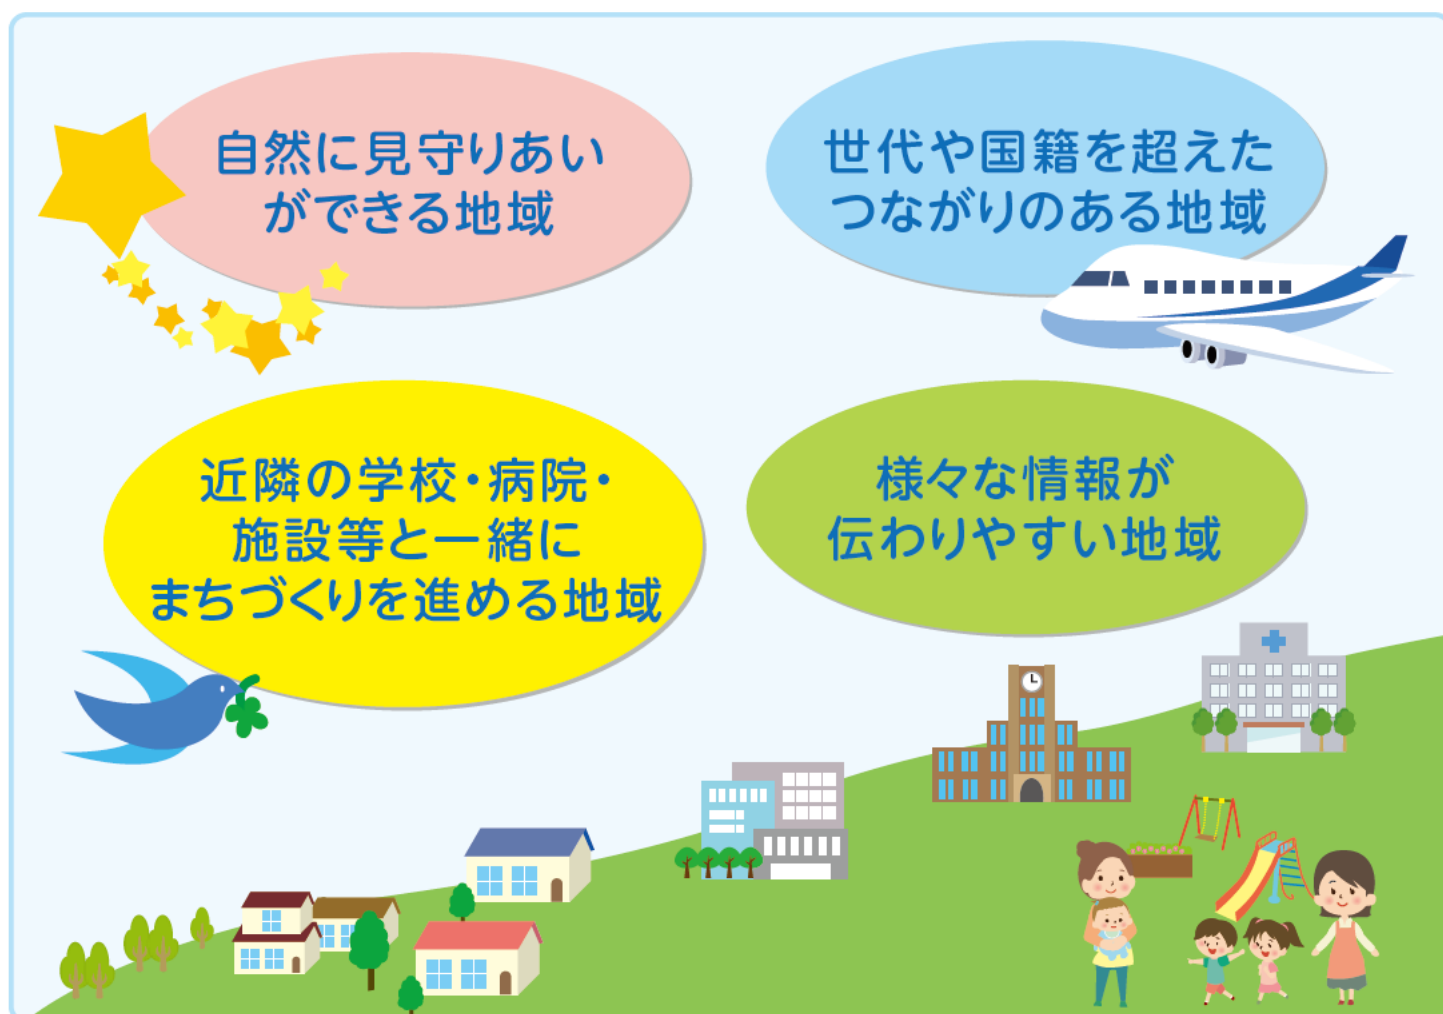 自然に見守りあい
ができる地域
世代や国籍を超えた
つながりのある地域
近隣の学校・病院・
施設等と一緒に
まちづくりを進める地域
様々な情報が
伝わりやすい地域